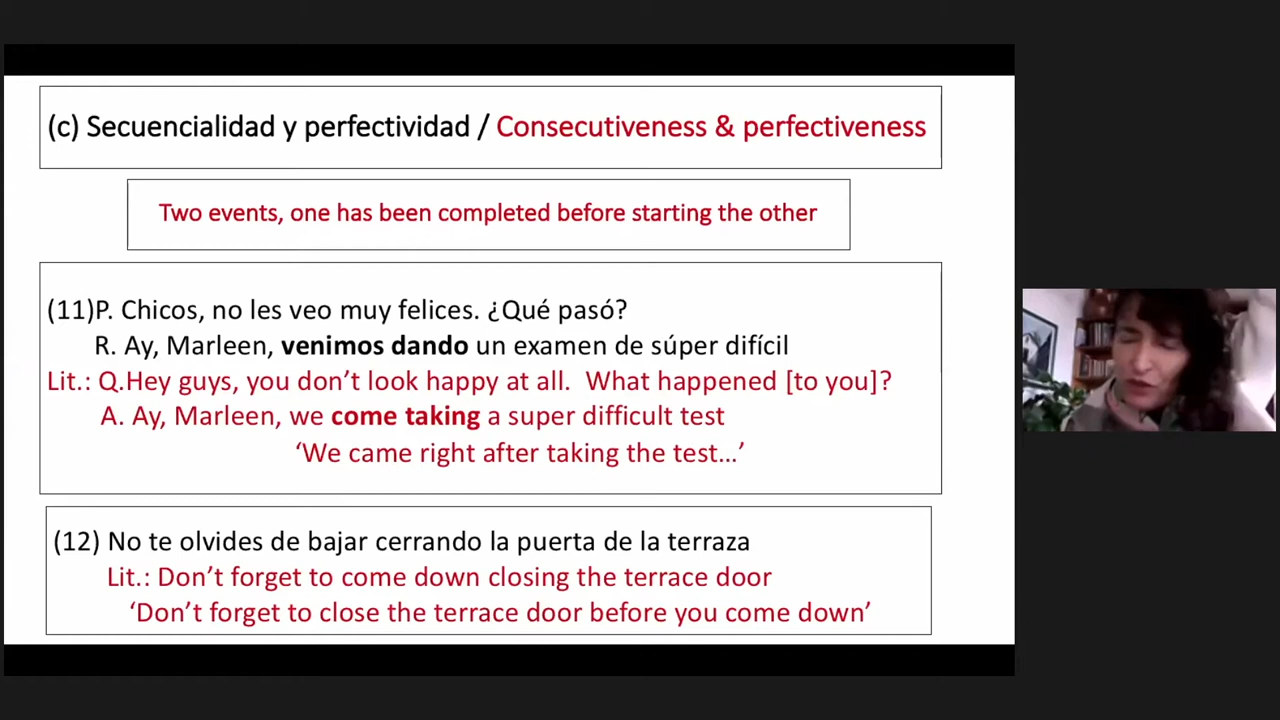 (c) Secuencialidad y perfectividad / Consecutiveness & perfectiveness
Two events, one has been completed before starting the other
(11)P. Chicos, no les veo muy felices. ¿Qué pasó?
R. Ay, Marleen, venimos dando un examen de súper difícil
Lit.: Q.Hey guys, you don’t look happy at all. What happened [to you]?
A. Ay, Marleen, we come taking a super difficult test
‘We came right after taking the test…’
(12) No te olvides de bajar cerrando la puerta de la terraza
Lit.: Don’t forget to come down closing the terrace door
‘Don’t forget to close the terrace door before you come down’